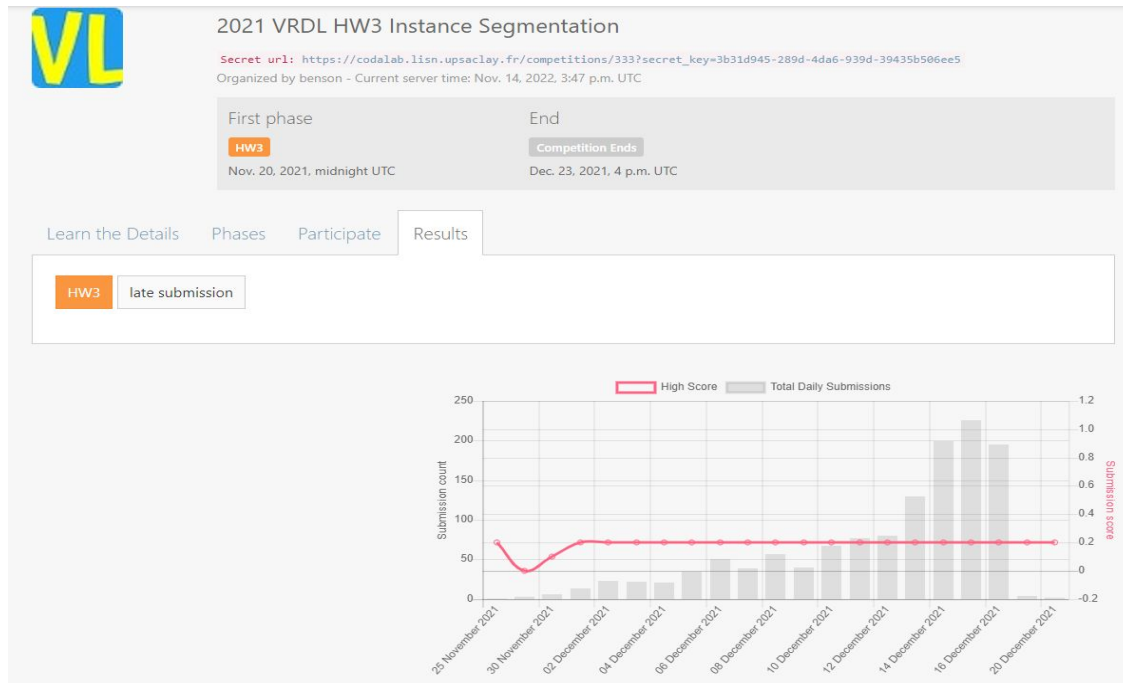 VL
2021 VRDL HW3 Instance Segmentation
Secret url: https://codalab.lisn.upsaclay.fr/competitions/333?secret_key=3b31d945-289d-4da6-939d-39435b506ee5
Organized by benson - Current server time: Nov. 14, 2022, 3:47 p.m. UTC
First phase
HW3
Nov. 20, 2021, midnight UTC
End
Competition Ends
Dec. 23, 2021, 4 p.m. UTC
Learn the Details Phases Participate Results
HW3 late submission
High Score Total Daily Submissions
Submission count
250
200
150
100
50
0
1.2
1.0
0.8
0.6
0.4
0.2
0
-0.2
Submission score
25 November 2021
30 November 2021
02 December 2021
04 December 2021
06 December 2021
08 December 2021
10 December 2021
12 December 2021
14 December 2021
16 December 2021
20 December 2021